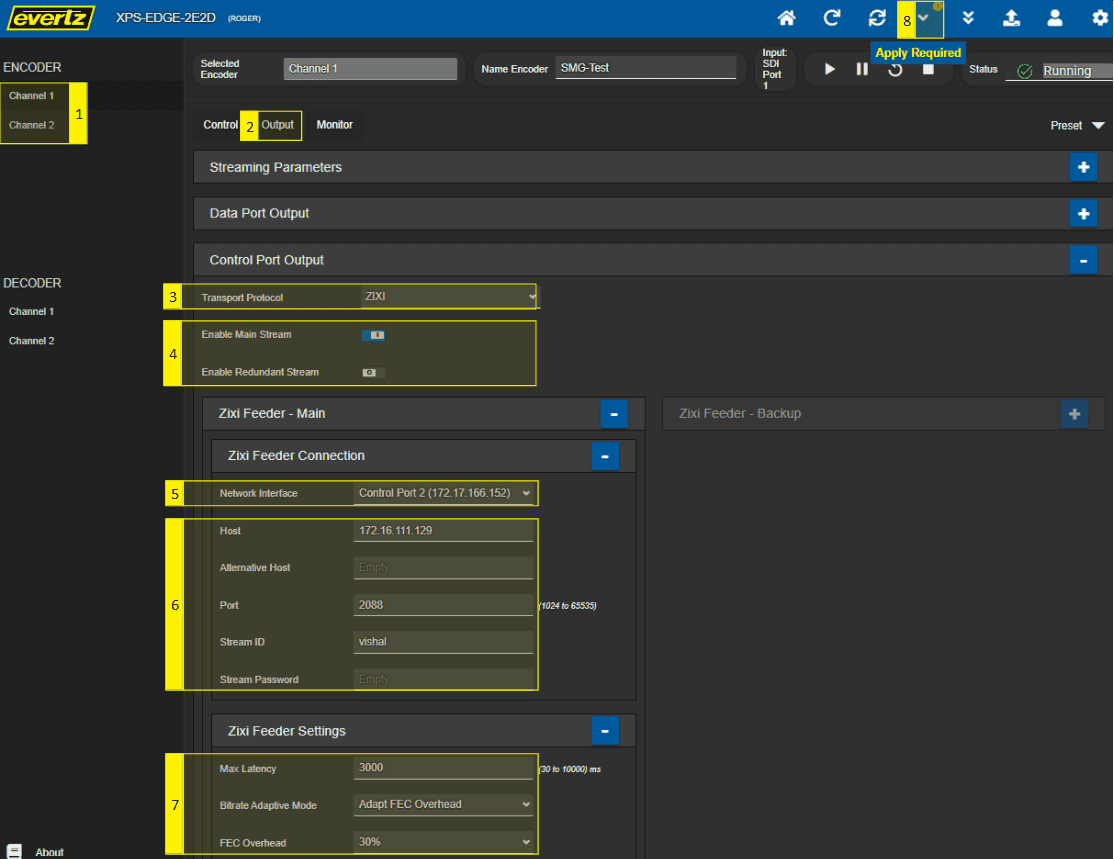 evertz XPS-EDGE-2E2D (ROGER) 8
Apply Required
ENCODER
Channel 1
Channel 2
1
DECODER
Channel 1
Channel 2
About
Selected Encoder Channel 1 Name Encoder SMG-Test Input: SDI Port 1 Status Running
Control 2 Output Monitor Preset
Streaming Parameters +
Data Port Output +
Control Port Output -
3 Transport Protocol ZIXI
4
Enable Main Stream
Enable Redundant Stream
Zixi Feeder - Main - Zixi Feeder - Backup +
Zixi Feeder Connection -
5 Network Interface Control Port 2 (172.17.166.152)
6
Host 172.16.111.129
Alternative Host Empty
Port 2088 (1024 to 65535)
Stream ID vishal
Stream Password Empty
Zixi Feeder Settings -
7
Max Latency 3000 (30 to 10000) ms
Bitrate Adaptive Mode Adapt FEC Overhead
FEC Overhead 30%